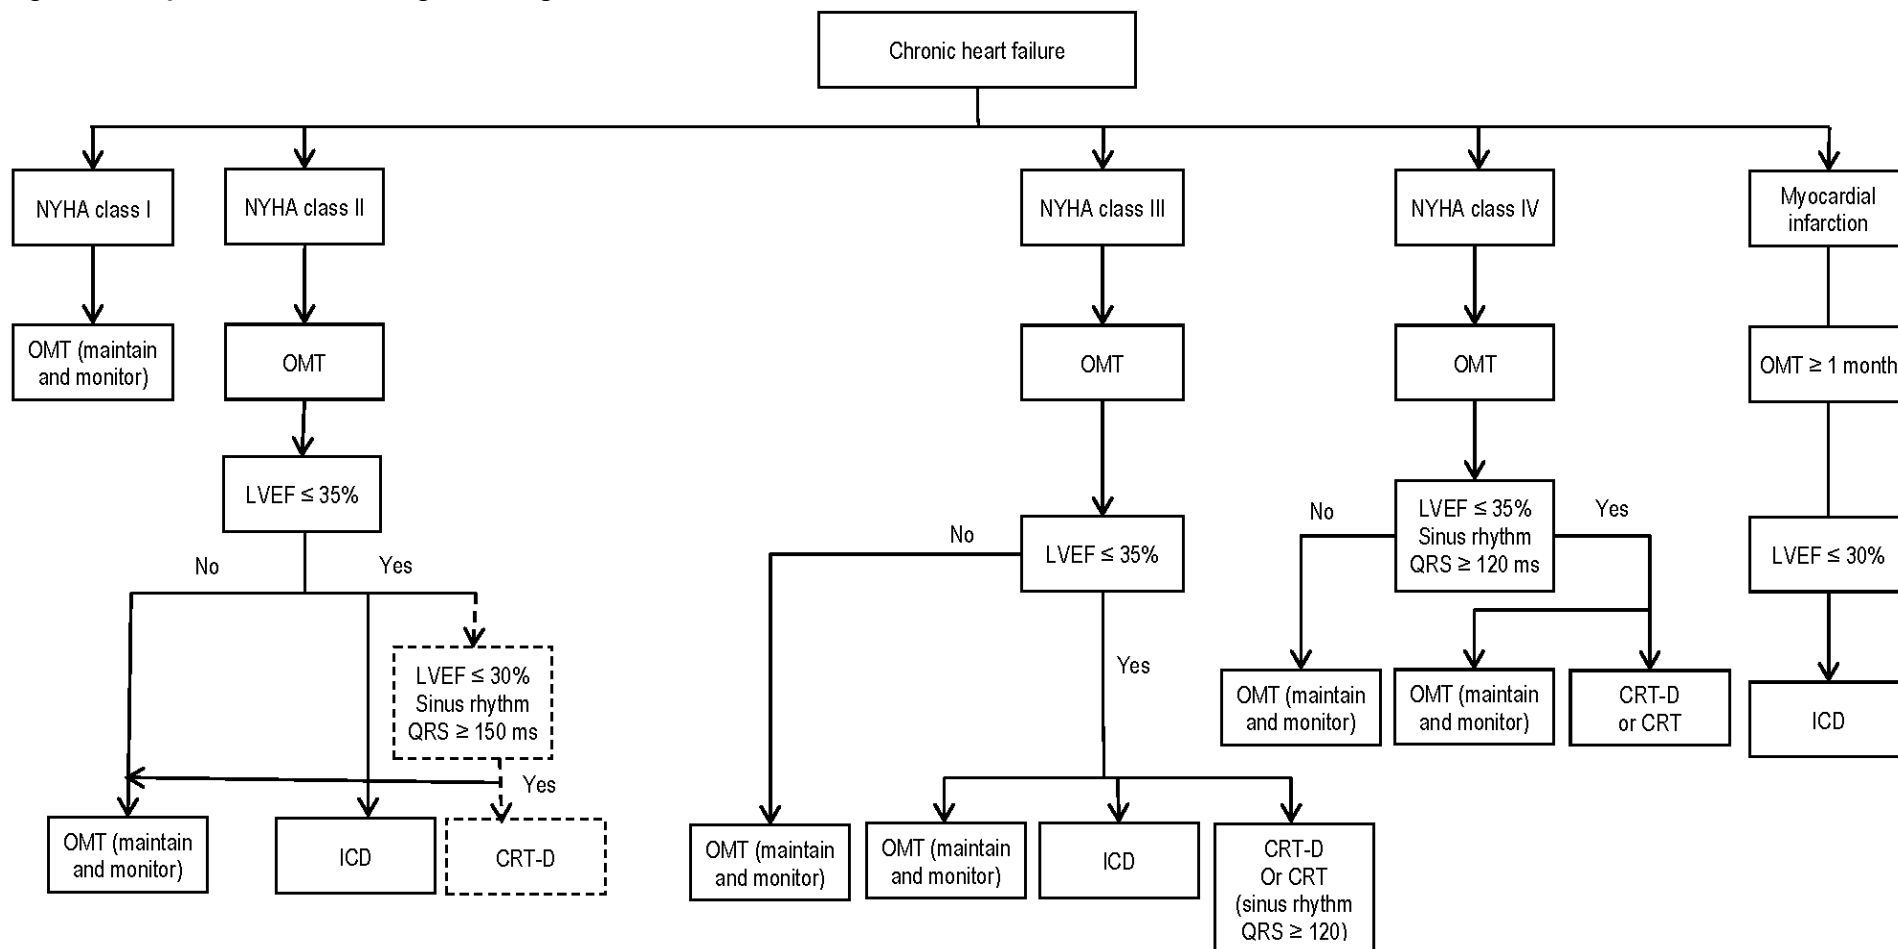 Chronic heart failure
NYHA class I
NYHA class II
NYHA class III
NYHA class IV
Myocardial
infarction
OMT (maintain
and monitor)
OMT
OMT
OMT
OMT ≥ 1 month
LVEF ≤ 35%
No
Yes
LVEF ≤ 30%
Sinus rhythm
QRS ≥ 150 ms
Yes
OMT (maintain
and monitor)
ICD
CRT-D
No
LVEF ≤ 35%
Yes
OMT (maintain
and monitor)
OMT (maintain
and monitor)
ICD
CRT-D
Or CRT
(sinus rhythm
QRS ≥ 120)
No
LVEF ≤ 35%
Sinus rhythm
QRS ≥ 120 ms
Yes
OMT (maintain
and monitor)
OMT (maintain
and monitor)
CRT-D
or CRT
LVEF ≤ 30%
ICD